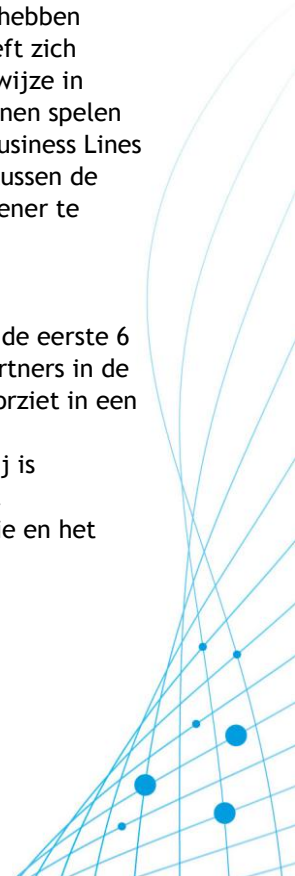 hebben
eft zich
wijze in
nen spelen
usiness Lines
ussen de
ener te
de eerste 6
rtners in de
orziet in een
j is
ie en het